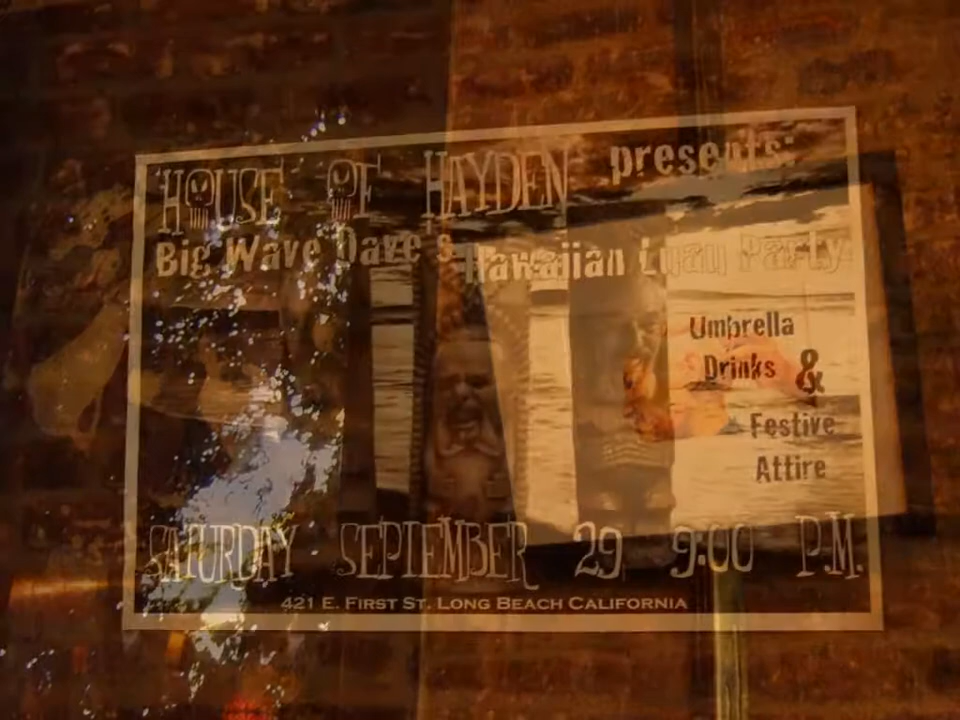 HOUSE OF HAYDEN presents:
Big Wave Dave's Hawaiian Luau Party
Umbrella
Drinks &
Festive
Attire
SATURDAY SEPTEMBER 29 9:00 P.M.
421 E. FIRST ST. LONG BEACH CALIFORNIA